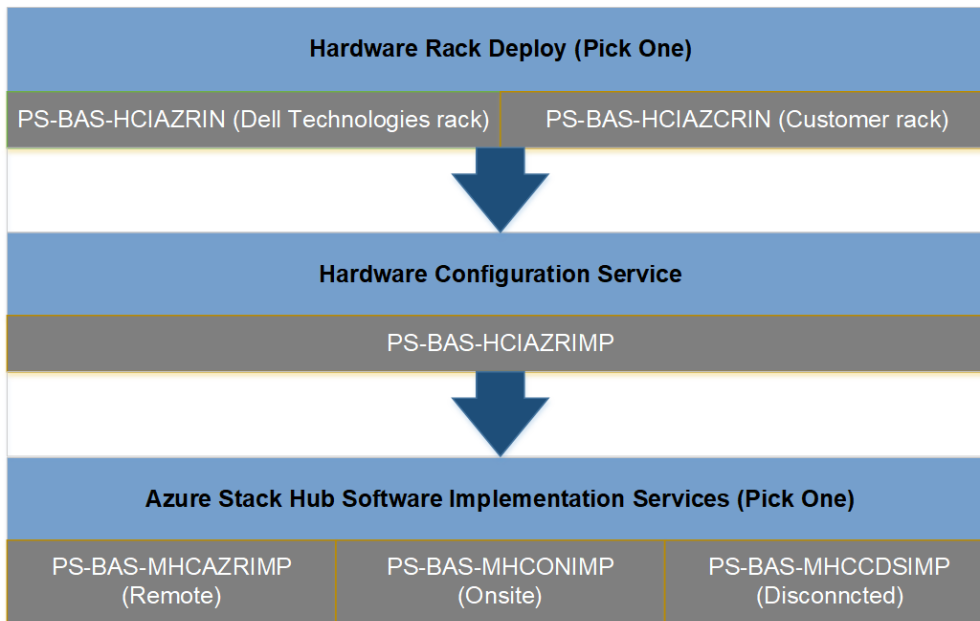 Hardware Rack Deploy (Pick One)
PS-BAS-HCIAZRIN (Dell Technologies rack)
PS-BAS-HCIAZCRIN (Customer rack)
Hardware Configuration Service
PS-BAS-HCIAZRIMP
Azure Stack Hub Software Implementation Services (Pick One)
PS-BAS-MHCAZRIMP
(Remote)
PS-BAS-MHCONIMP
(Onsite)
PS-BAS-MHCCDSIMP
(Disconncted)